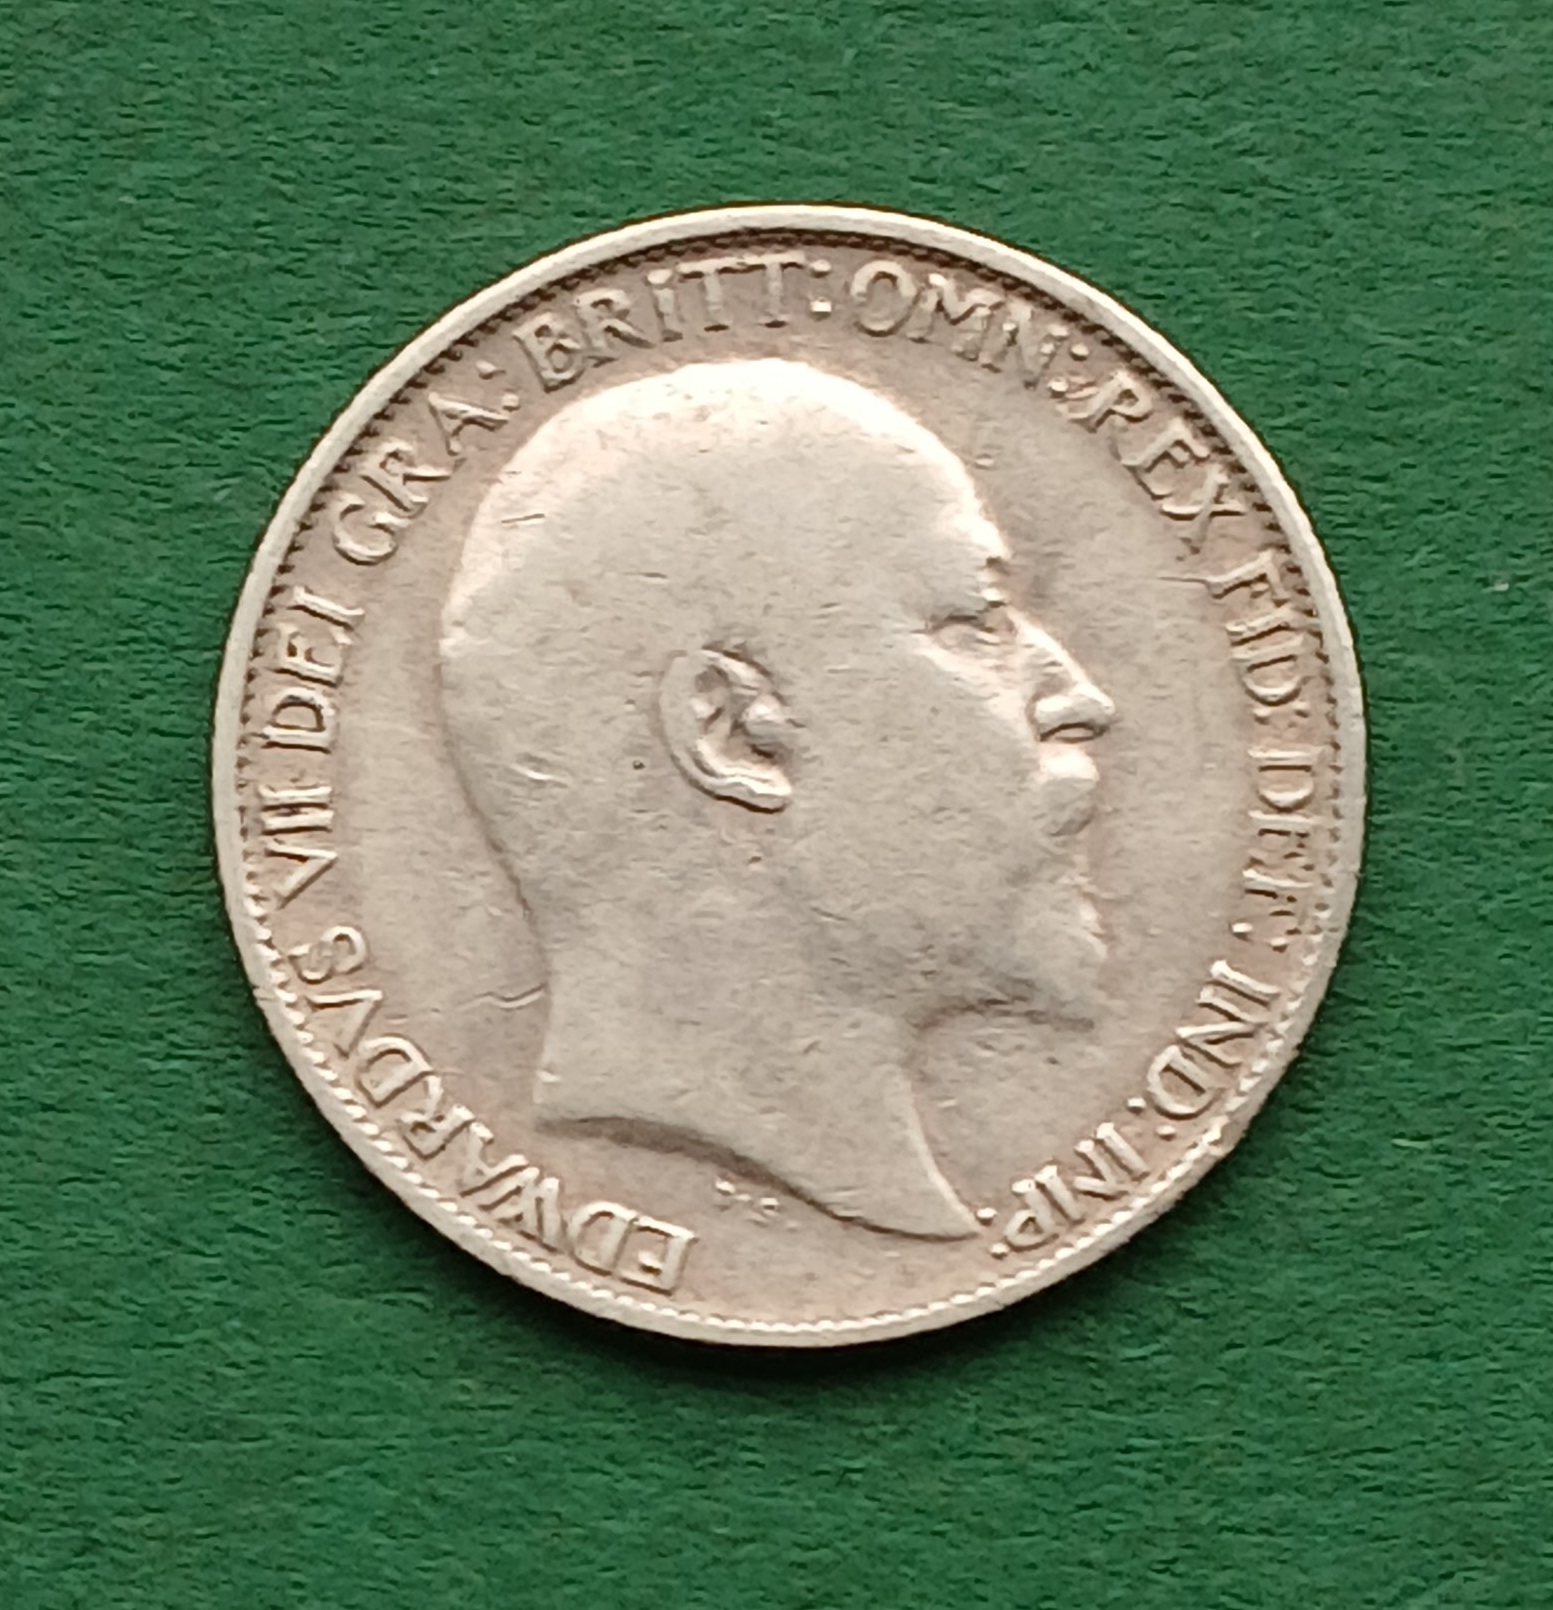 EDWARDVS VII DEI GRA: BRITT: OMN: REX FID: DEF: IND: IMP: